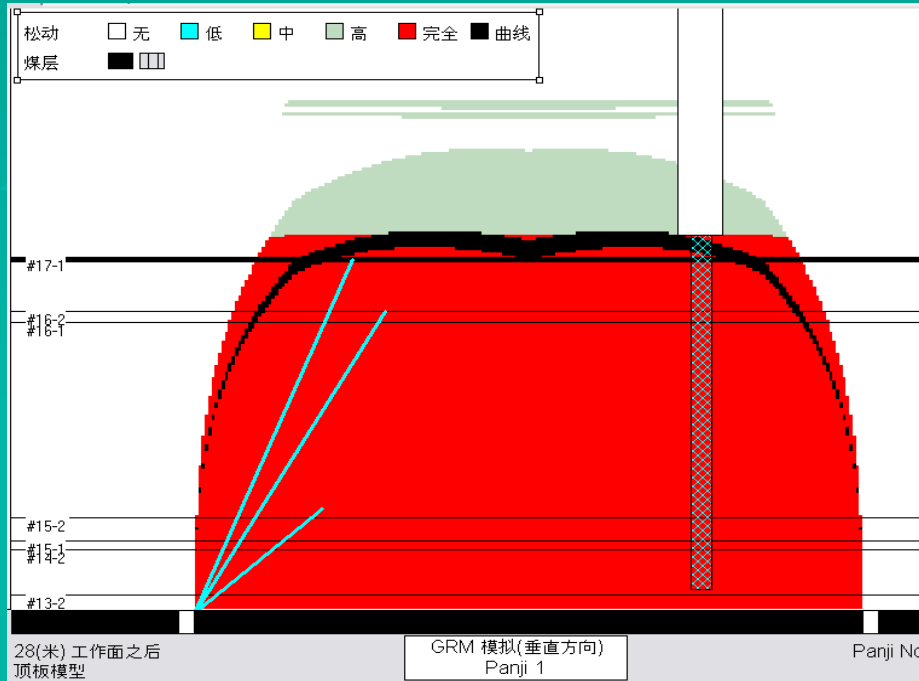 松动 无 低 中 高 完全 曲线
煤层
#17-1
#16-2
#16-1
#15-2
#15-1
#14-2
#13-2
28(米) 工作面之后
顶板模型
GRM 模拟(垂直方向)
Panji 1
Panji No